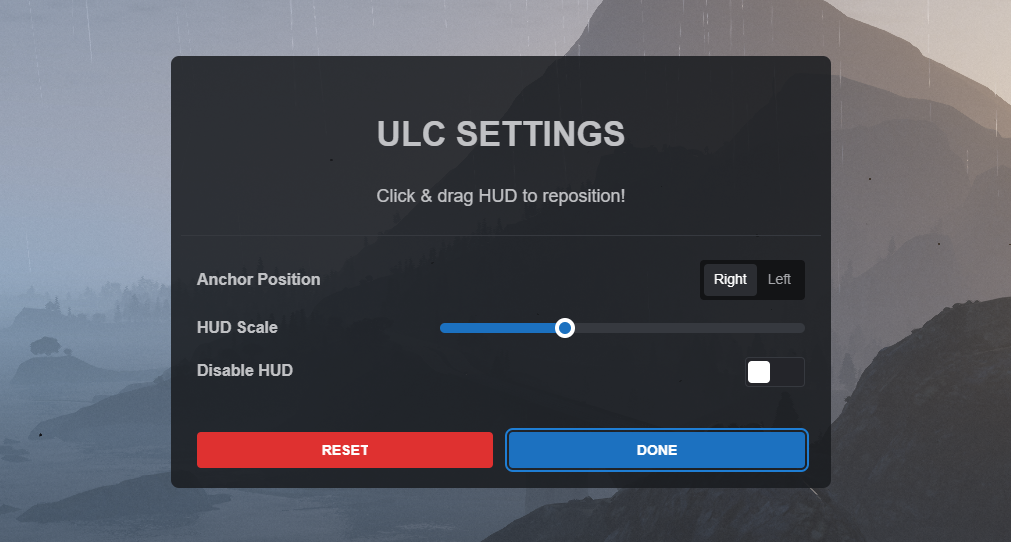 ULC SETTINGS
Click & drag HUD to reposition!
Anchor Position Right Left
HUD Scale
Disable HUD
RESET DONE